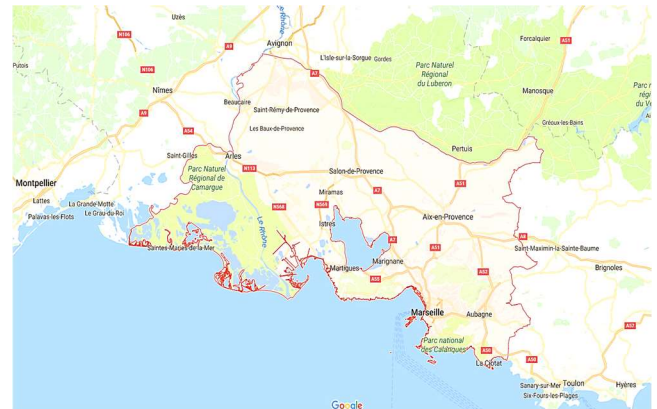 Uzès
Le Rhône
N106
A9
Avignon
L'Isle-sur-la-Sorgue
Gordes
Forcalquier
A51
Parc Naturel
Régional
du Luberon
N106
A7
Nîmes
Manosque
Beaucaire
A9
Saint-Rémy-de-Provence
Gréoux-les-Bains
Les Baux-de-Provence
A54
Saint-Gilles
Arles
Pertuis
N113
Parc Naturel
Régional de
Camargue
Salon-de-Provence
A51
Montpellier
Miramas
A7
Lattes
La Grande-Motte
N568
N569
Palavas-les-Flots
Le Grau-du-Roi
Istres
Aix-en-Provence
Le Rhône
A7
A8
Saintes-Maries-de-la-Mer
A51
Saint-Maximin-la-Sainte-Baume
Martigues
Marignane
A55
A52
Brignoles
Marseille
Aubagne
A57
Parc national
des Calanques
A50
La Ciotat
A50
Sanary-sur-Mer
Toulon
Hyères
Six-Fours-les-Plages
Google